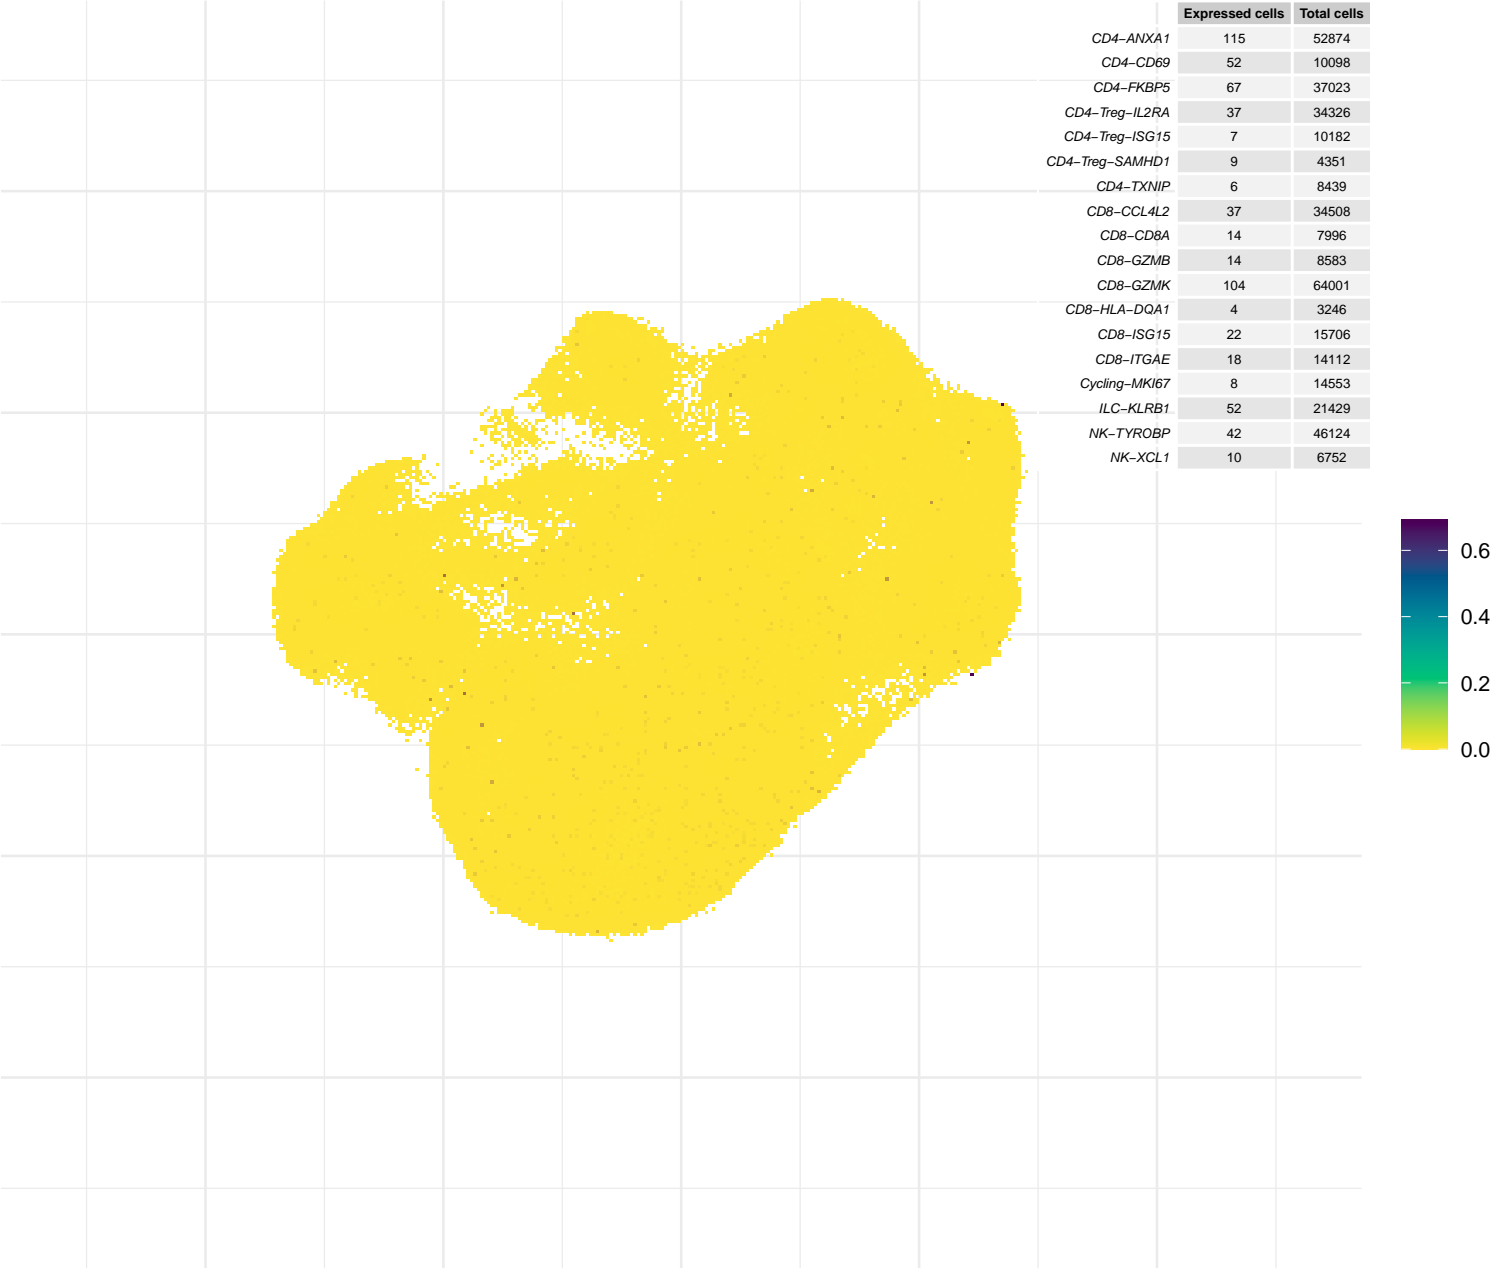 Expressed cells Total cells
CD4−ANXA1 115 52874
CD4−CD69 52 10098
CD4−FKBP5 67 37023
CD4−Treg−IL2RA 37 34326
CD4−Treg−ISG15 7 10182
CD4−Treg−SAMHD1 9 4351
CD4−TXNIP 6 8439
CD8−CCL4L2 37 34508
CD8−CD8A 14 7996
CD8−GZMB 14 8583
CD8−GZMK 104 64001
CD8−HLA−DQA1 4 3246
CD8−ISG15 22 15706
CD8−ITGAE 18 14112
Cycling−MKI67 8 14553
ILC−KLRB1 52 21429
NK−TYROBP 42 46124
NK−XCL1 10 6752
0.6
0.4
0.2
0.0